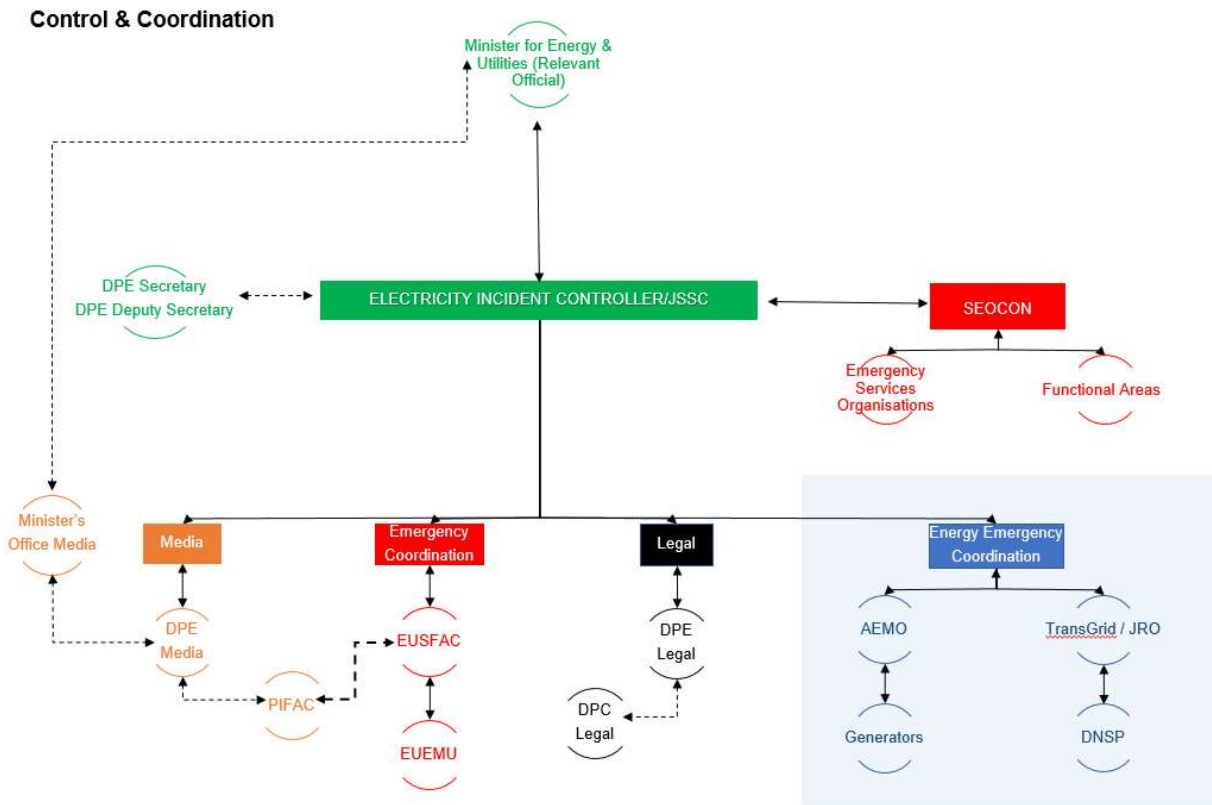 Control & Coordination
Minister for Energy &
Utilities (Relevant
Official)
DPE Secretary
DPE Deputy Secretary
ELECTRICITY INCIDENT CONTROLLER/JSSC
SEOCON
Emergency
Services
Organisations
Functional Areas
Minister's
Office Media
Media
Emergency
Coordination
Legal
Energy Emergency
Coordination
DPE
Media
EUSFAC
DPE
Legal
AEMO
TransGrid / JRO
PIFAC
DPC
Legal
EUEMU
Generators
DNSP